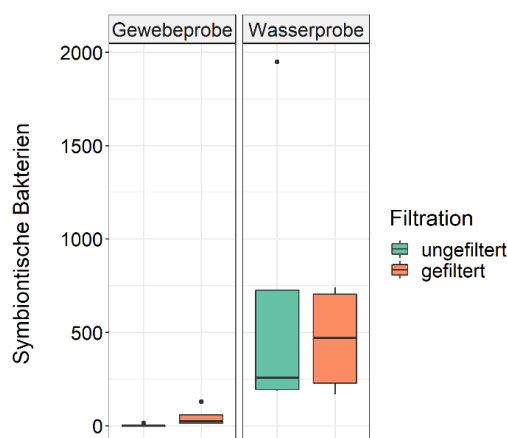 Gewebeprobe Wasserprobe
2000
1500
1000
500
0
Symbiontische Bakterien
Filtration
ungefiltert
gefiltert